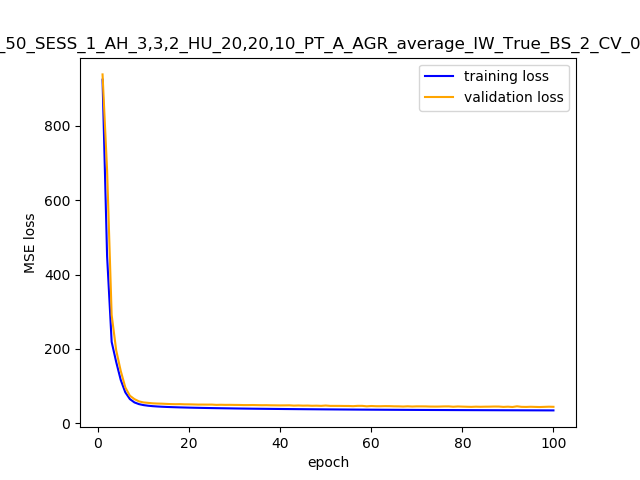 _50_SESS_1_AH_3,3,2_HU_20,20,10_PT_A_AGR_average_IW_True_BS_2_CV_0
training loss
validation loss
800
600
400
200
0
MSE loss
0 20 40 60 80 100
epoch